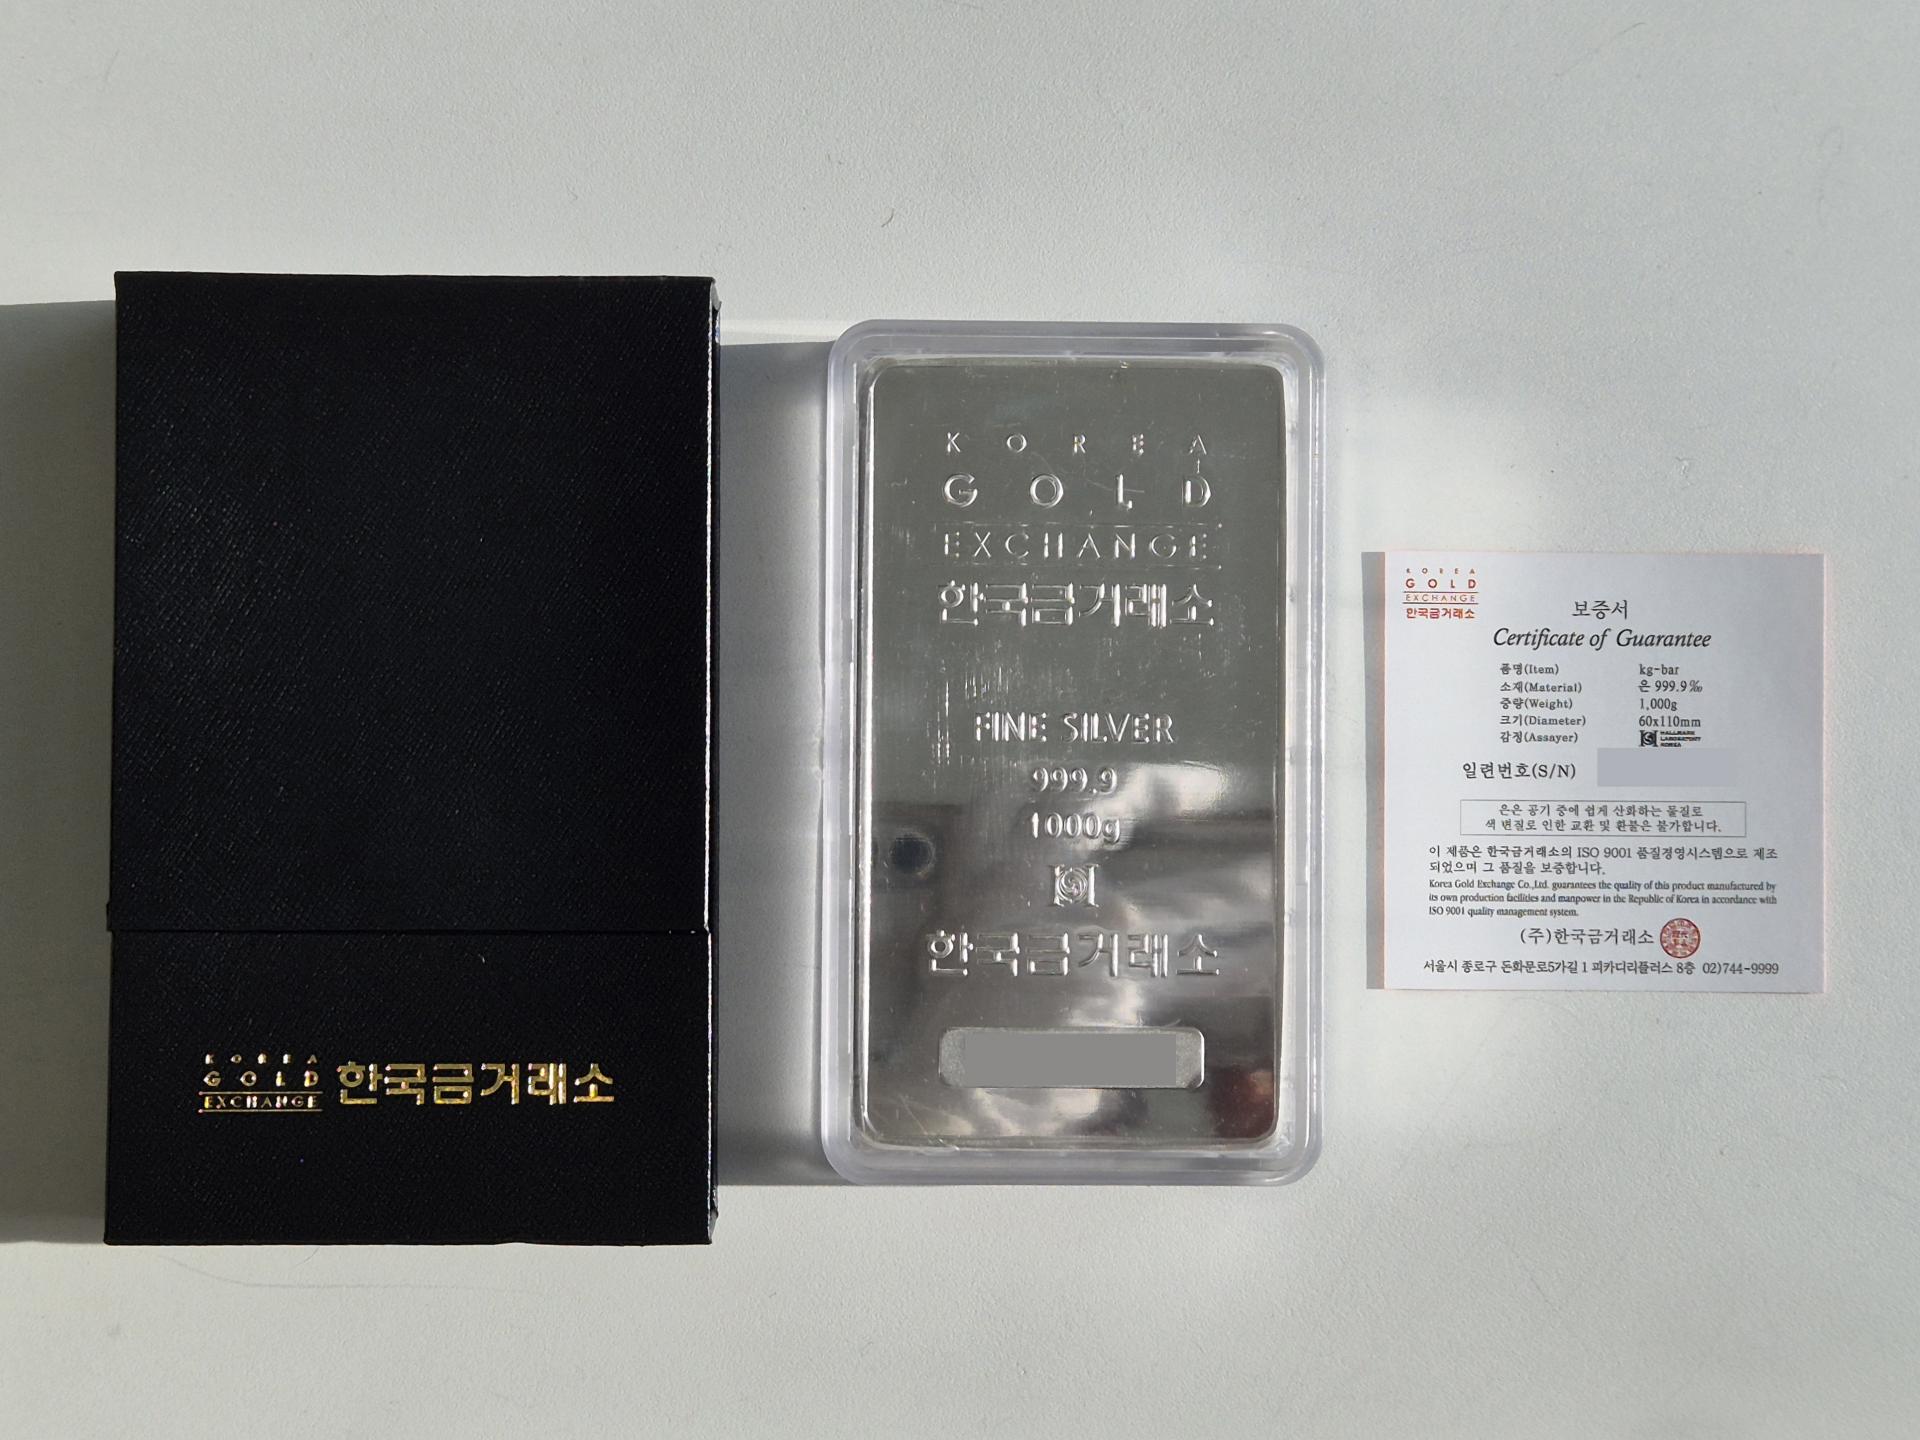 KOREA
GOLD
EXCHANGE
한국금거래소
KOREA
GOLD
EXCHANGE
한국금거래소
FINE SILVER
999.9
1000g
한국금거래소
KOREA
GOLD
EXCHANGE
한국금거래소
보증서
Certificate of Guarantee
품명(Item) kg-bar
소재(Material) 은 999.9‰
중량(Weight) 1,000g
크기(Diameter) 60x110mm
감정(Assayer) HALLMARK LABORATORY KOREA
일련번호(S/N)
은은 공기 중에 쉽게 산화하는 물질로
색 변질로 인한 교환 및 환불은 불가합니다.
이 제품은 한국금거래소의 ISO 9001 품질경영시스템으로 제조
되었으며 그 품질을 보증합니다.
Korea Gold Exchange Co.,Ltd. guarantees the quality of this product manufactured by
its own production facilities and manpower in the Republic of Korea in accordance with
ISO 9001 quality management system.
(주)한국금거래소
서울시 종로구 돈화문로5가길 1 피카디리플러스 8층 02)744-9999